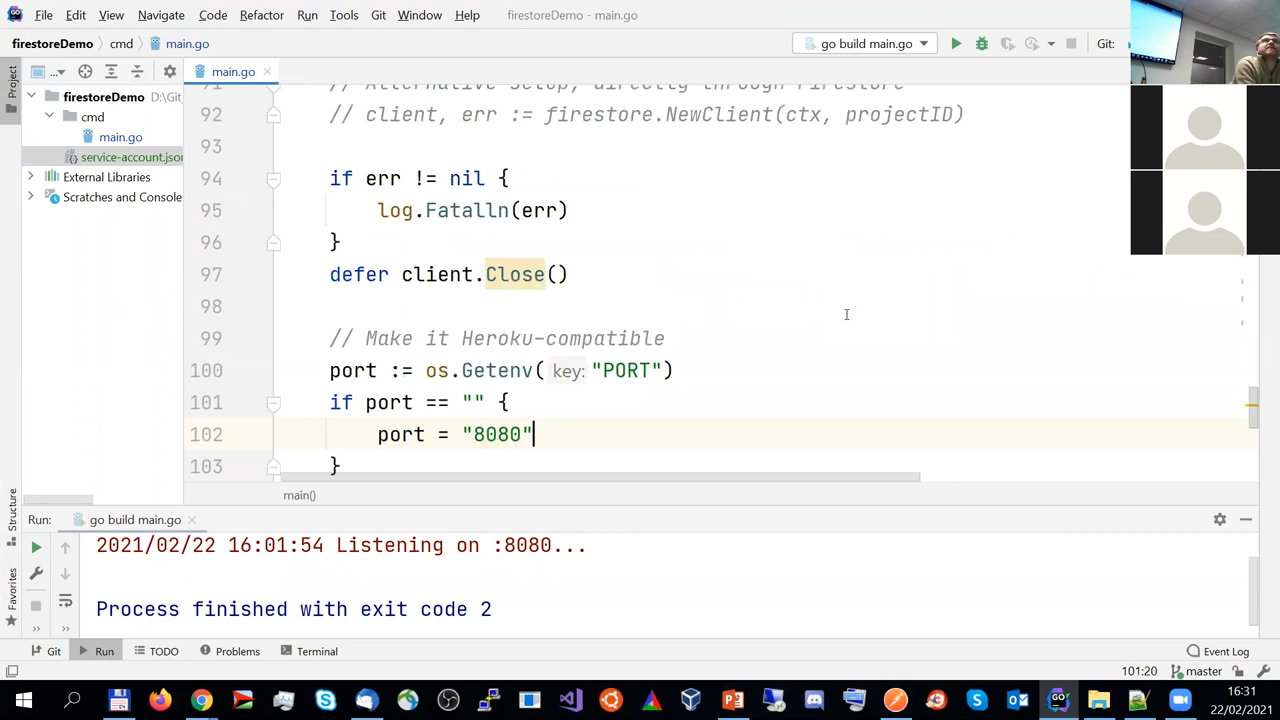 File Edit View Navigate Code Refactor Run Tools Git Window Help firestoreDemo - main.go
firestoreDemo cmd main.go go build main.go Git:
Project ... main.go
firestoreDemo D:\Git
cmd
main.go
service-account.json
External Libraries
Scratches and Console
92 // client, err := firestore.NewClient(ctx, projectID)
93
94 if err != nil {
95 log.Fatalln(err)
96 }
97 defer client.Close()
98
99 // Make it Heroku-compatible
100 port := os.Getenv( key: "PORT")
101 if port == "" {
102 port = "8080"
103 }
main()
Structure
Favorites
Run: go build main.go
2021/02/22 16:01:54 Listening on :8080...
Process finished with exit code 2
Git Run TODO Problems Terminal Event Log
101:20 master
16:31
22/02/2021